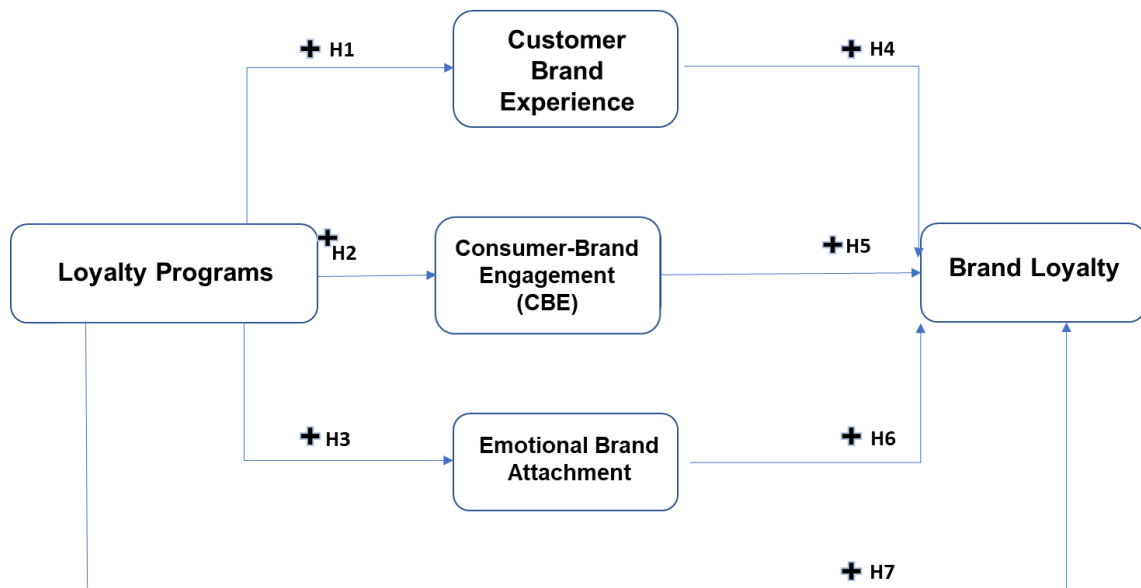 Customer
Brand
Experience
+ H1
+ H4
Loyalty Programs
+ H2
Consumer-Brand
Engagement
(CBE)
+ H5
Brand Loyalty
+ H3
Emotional Brand
Attachment
+ H6
+ H7